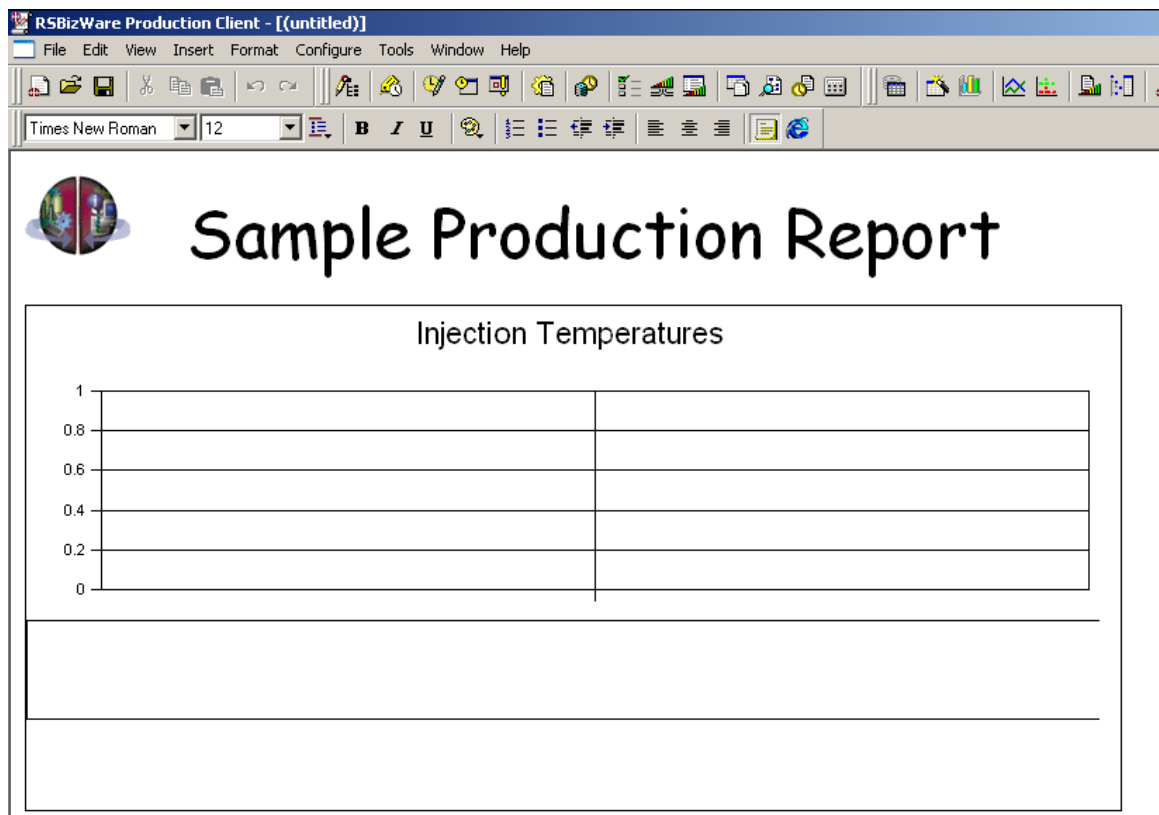 RSBizWare Production Client - [(untitled)]
File Edit View Insert Format Configure Tools Window Help
Times New Roman 12 B I U
Sample Production Report
Injection Temperatures
1
0.8
0.6
0.4
0.2
0